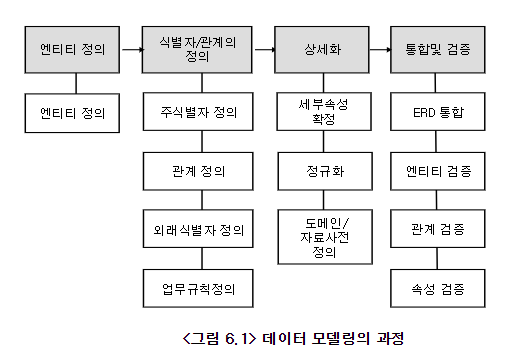 엔티티 정의
식별자/관계의
정의
상세화
통합및 검증
엔티티 정의
주식별자 정의
세부속성
확정
ERD 통합
관계 정의
정규화
엔티티 검증
외래식별자 정의
도메인/
자료사전
정의
관계 검증
업무규칙정의
속성 검증
<그림 6.1> 데이터 모델링의 과정